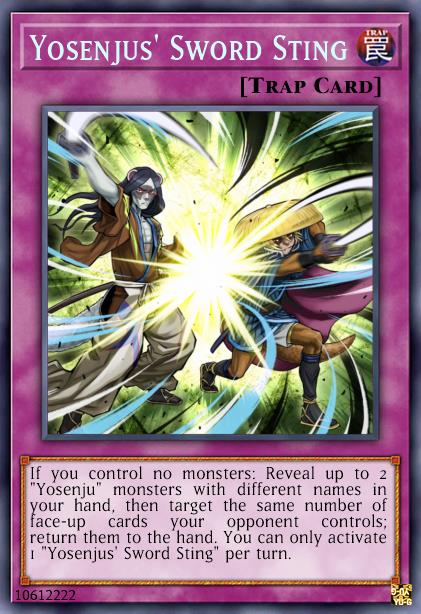 Yosenjus' Sword Sting
TRAP
罠
[Trap Card]
If you control no monsters: Reveal up to 2
"Yosenju" monsters with different names in
your hand, then target the same number of
face-up cards your opponent controls;
return them to the hand. You can only activate
1 "Yosenjus' Sword Sting" per turn.
10612222